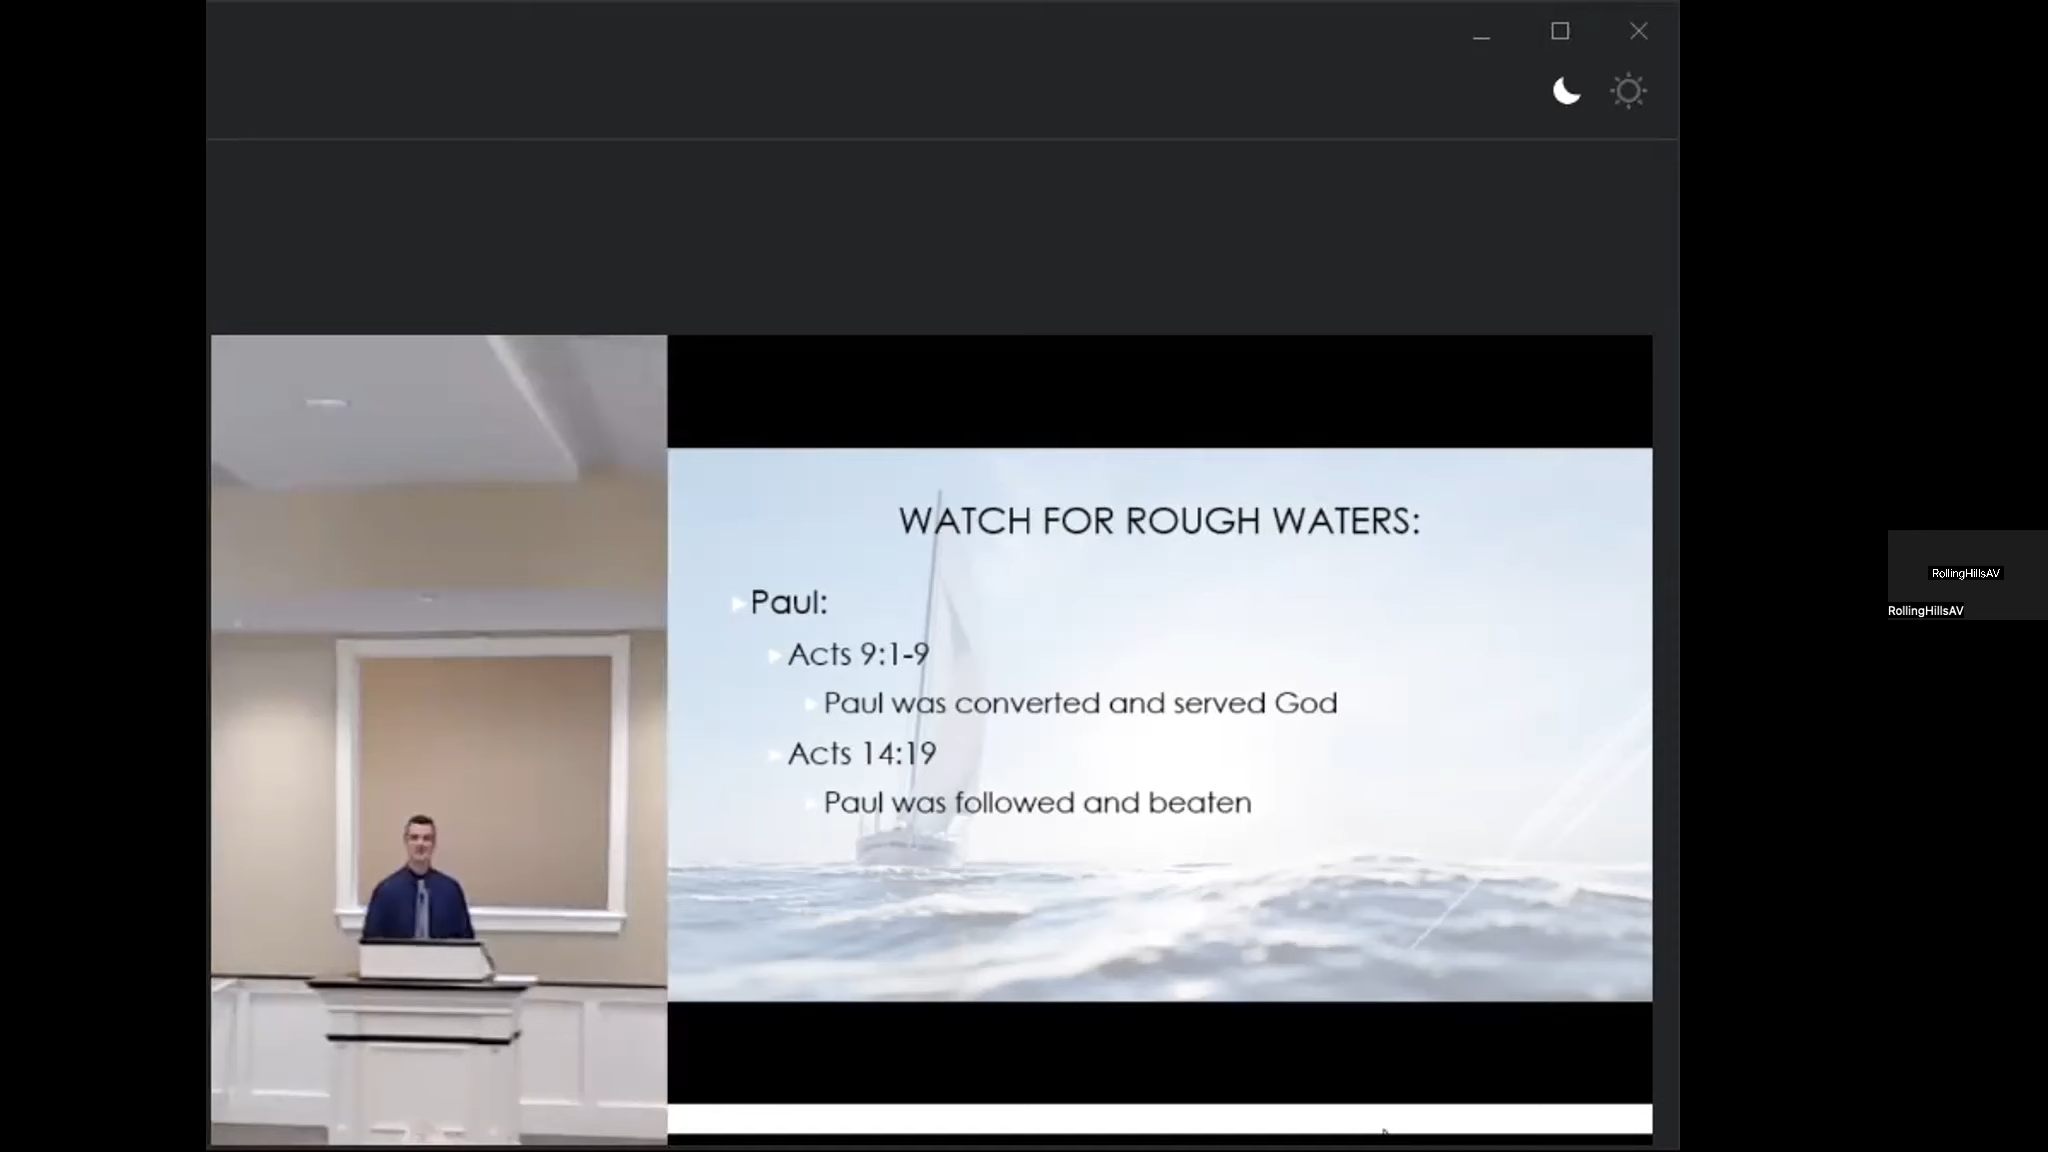 WATCH FOR ROUGH WATERS:
Paul:
Acts 9:1-9
Paul was converted and served God
Acts 14:19
Paul was followed and beaten
RollingHillsAV
RollingHillsAV